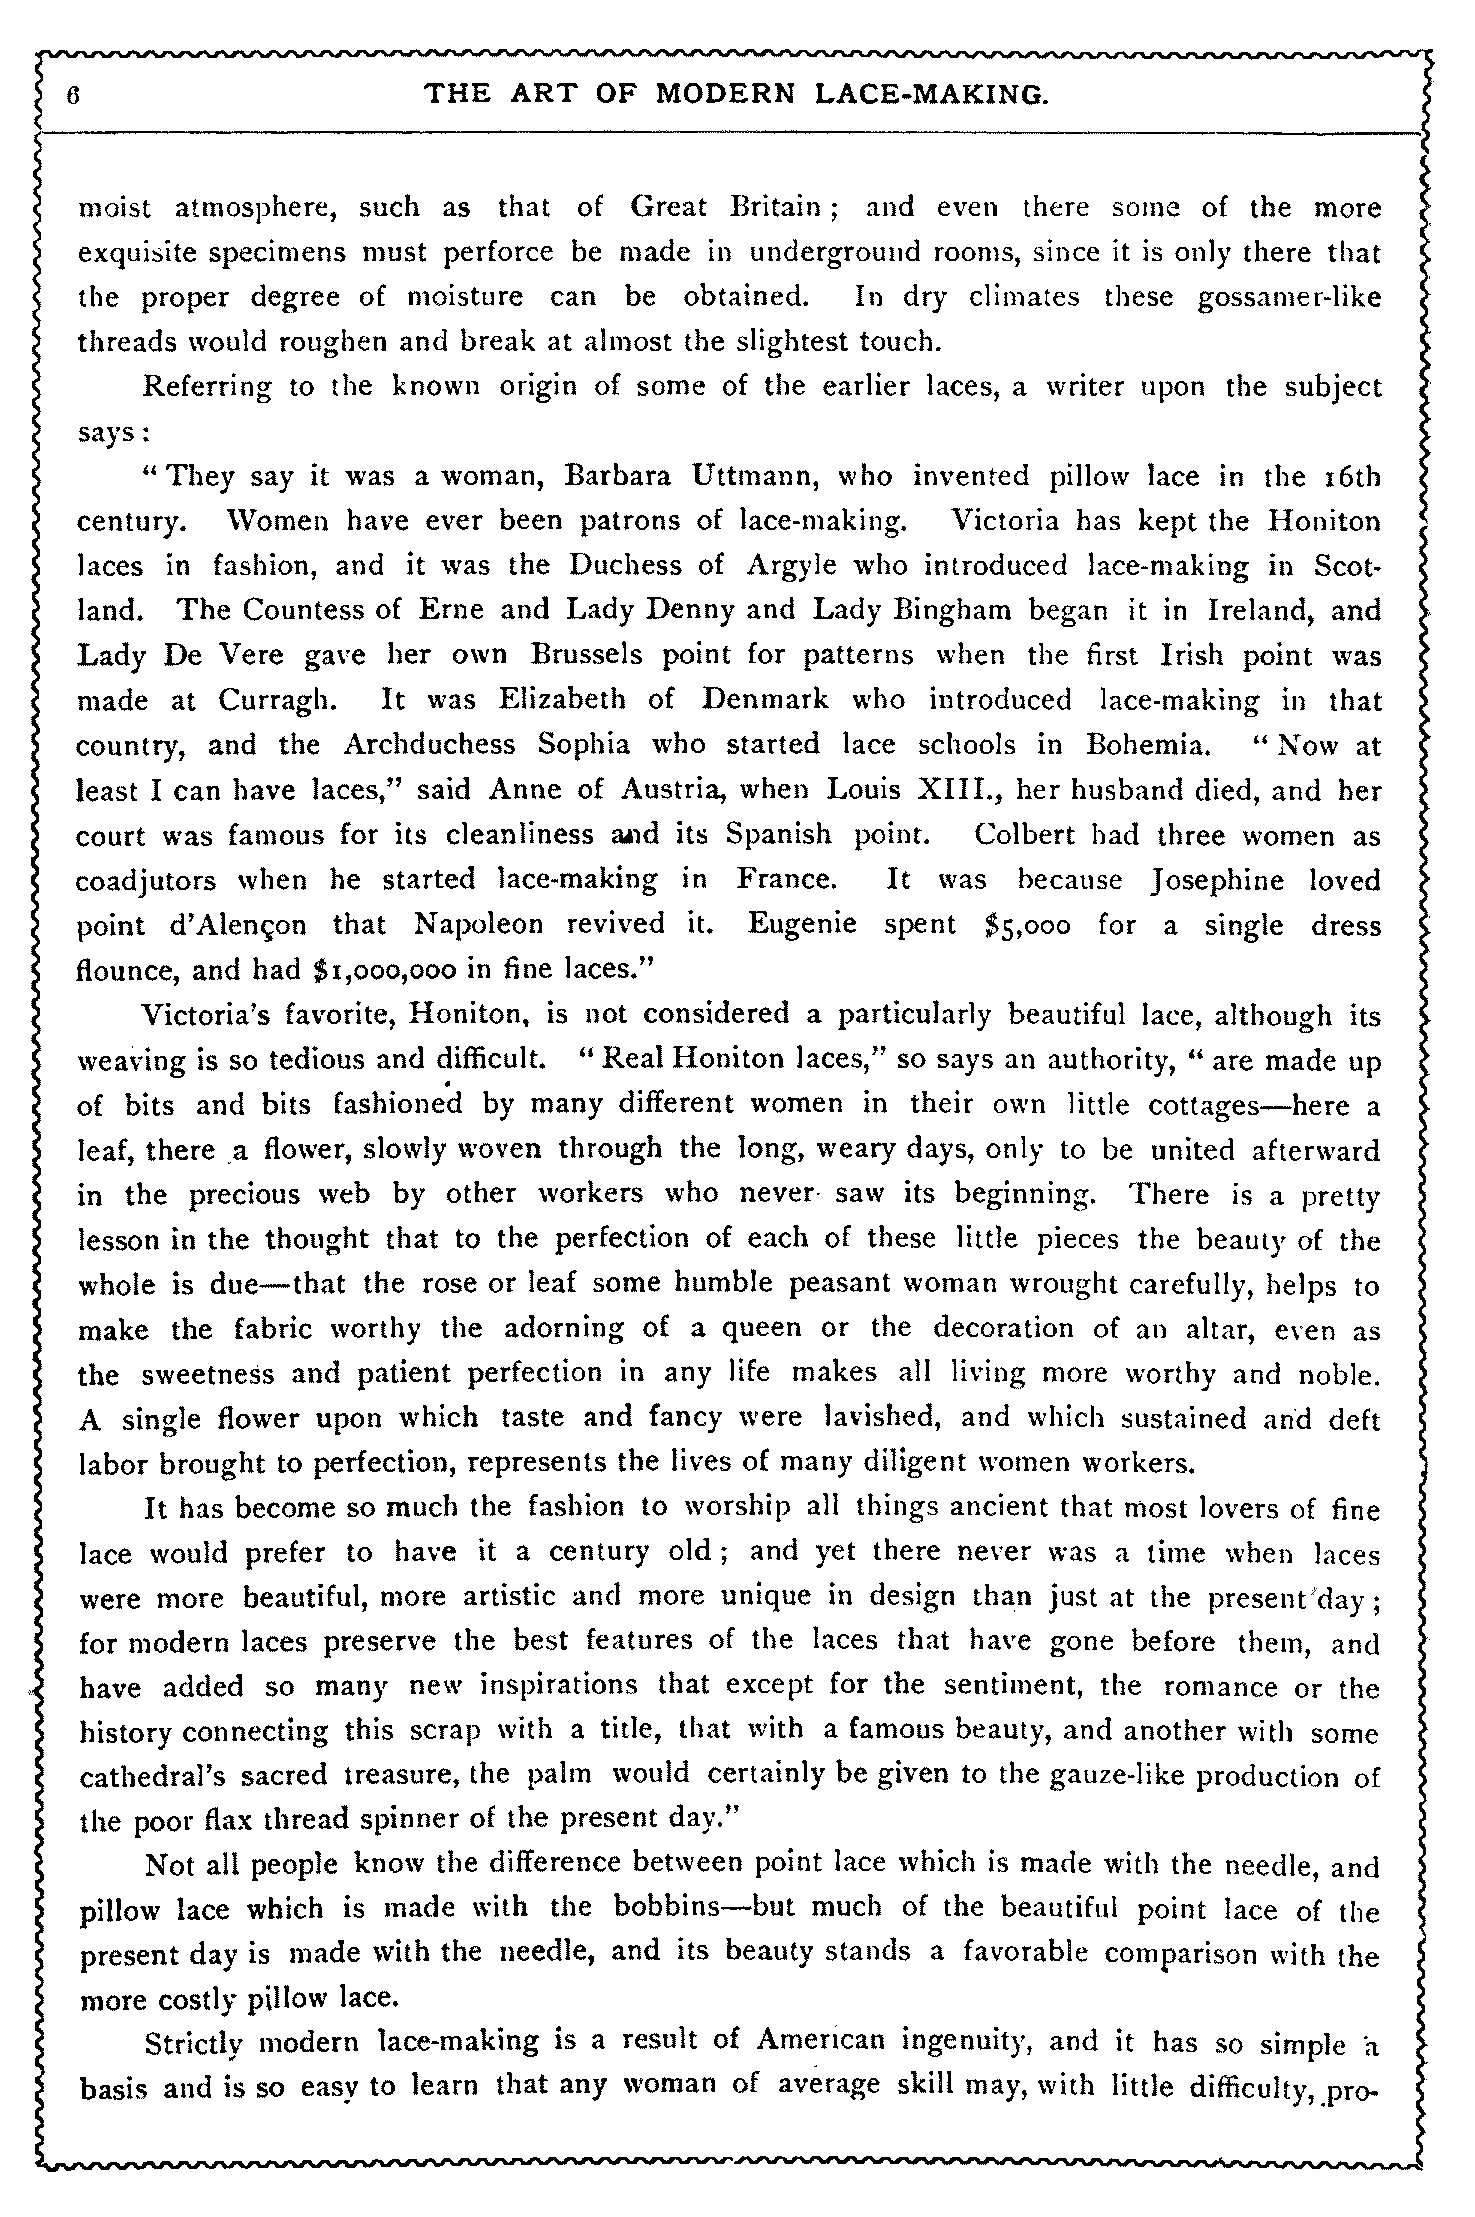 6
THE ART OF MODERN LACE-MAKING.
moist atmosphere, such as that of Great Britain; and even there some of the more
exquisite specimens must perforce be made in underground rooms, since it is only there that
the proper degree of moisture can be obtained. In dry climates these gossamer-like
threads would roughen and break at almost the slightest touch.
Referring to the known origin of some of the earlier laces, a writer upon the subject
says:
"They say it was a woman, Barbara Uttmann, who invented pillow lace in the 16th
century. Women have ever been patrons of lace-making. Victoria has kept the Honiton
laces in fashion, and it was the Duchess of Argyle who introduced lace-making in Scot-
land. The Countess of Erne and Lady Denny and Lady Bingham began it in Ireland, and
Lady De Vere gave her own Brussels point for patterns when the first Irish point was
made at Curragh. It was Elizabeth of Denmark who introduced lace-making in that
country, and the Archduchess Sophia who started lace schools in Bohemia. "Now at
least I can have laces," said Anne of Austria, when Louis XIII., her husband died, and her
court was famous for its cleanliness and its Spanish point. Colbert had three women as
coadjutors when he started lace-making in France. It was because Josephine loved
point d'Alençon that Napoleon revived it. Eugenie spent $5,000 for a single dress
flounce, and had $1,000,000 in fine laces."
Victoria's favorite, Honiton, is not considered a particularly beautiful lace, although its
weaving is so tedious and difficult. "Real Honiton laces," so says an authority, "are made up
of bits and bits fashioned by many different women in their own little cottages—here a
leaf, there a flower, slowly woven through the long, weary days, only to be united afterward
in the precious web by other workers who never saw its beginning. There is a pretty
lesson in the thought that to the perfection of each of these little pieces the beauty of the
whole is due—that the rose or leaf some humble peasant woman wrought carefully, helps to
make the fabric worthy the adorning of a queen or the decoration of an altar, even as
the sweetness and patient perfection in any life makes all living more worthy and noble.
A single flower upon which taste and fancy were lavished, and which sustained and deft
labor brought to perfection, represents the lives of many diligent women workers.
It has become so much the fashion to worship all things ancient that most lovers of fine
lace would prefer to have it a century old; and yet there never was a time when laces
were more beautiful, more artistic and more unique in design than just at the present day;
for modern laces preserve the best features of the laces that have gone before them, and
have added so many new inspirations that except for the sentiment, the romance or the
history connecting this scrap with a title, that with a famous beauty, and another with some
cathedral's sacred treasure, the palm would certainly be given to the gauze-like production of
the poor flax thread spinner of the present day."
Not all people know the difference between point lace which is made with the needle, and
pillow lace which is made with the bobbins—but much of the beautiful point lace of the
present day is made with the needle, and its beauty stands a favorable comparison with the
more costly pillow lace.
Strictly modern lace-making is a result of American ingenuity, and it has so simple a
basis and is so easy to learn that any woman of average skill may, with little difficulty, pro-